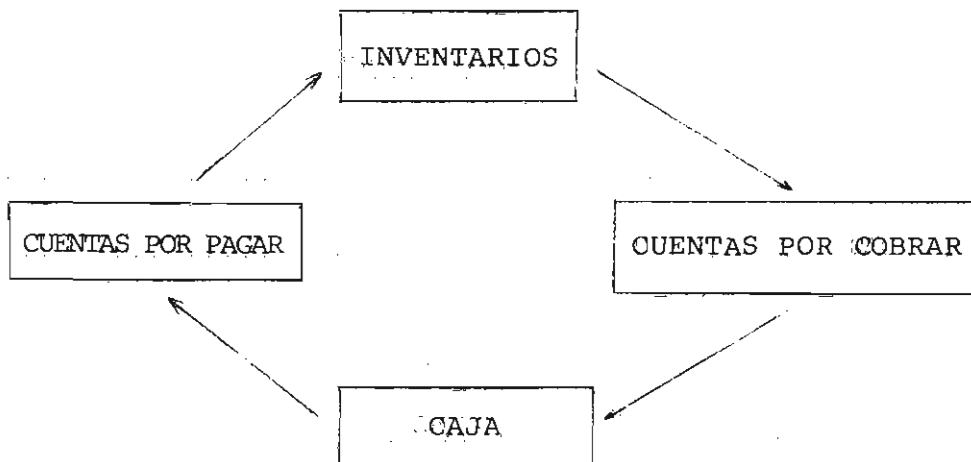 INVENTARIOS
CUENTAS POR PAGAR
CUENTAS POR COBRAR
CAJA